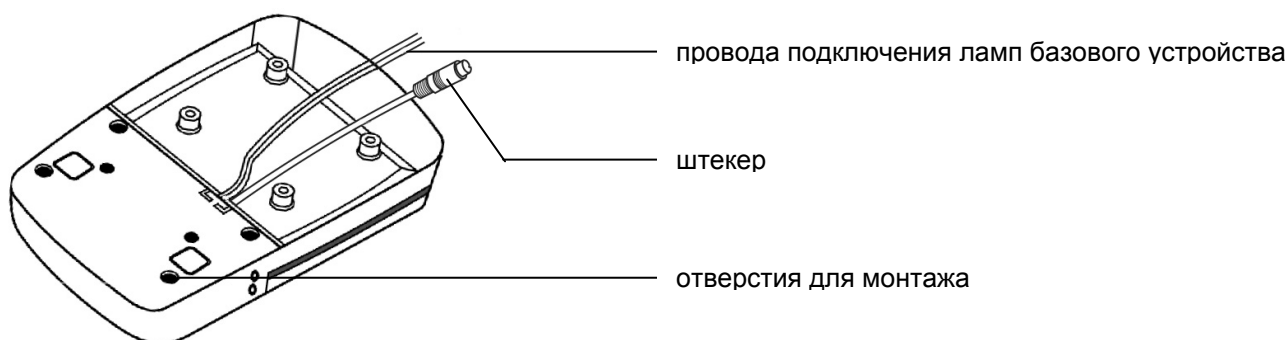 провода подключения ламп базового устройства
штекер
отверстия для монтажа